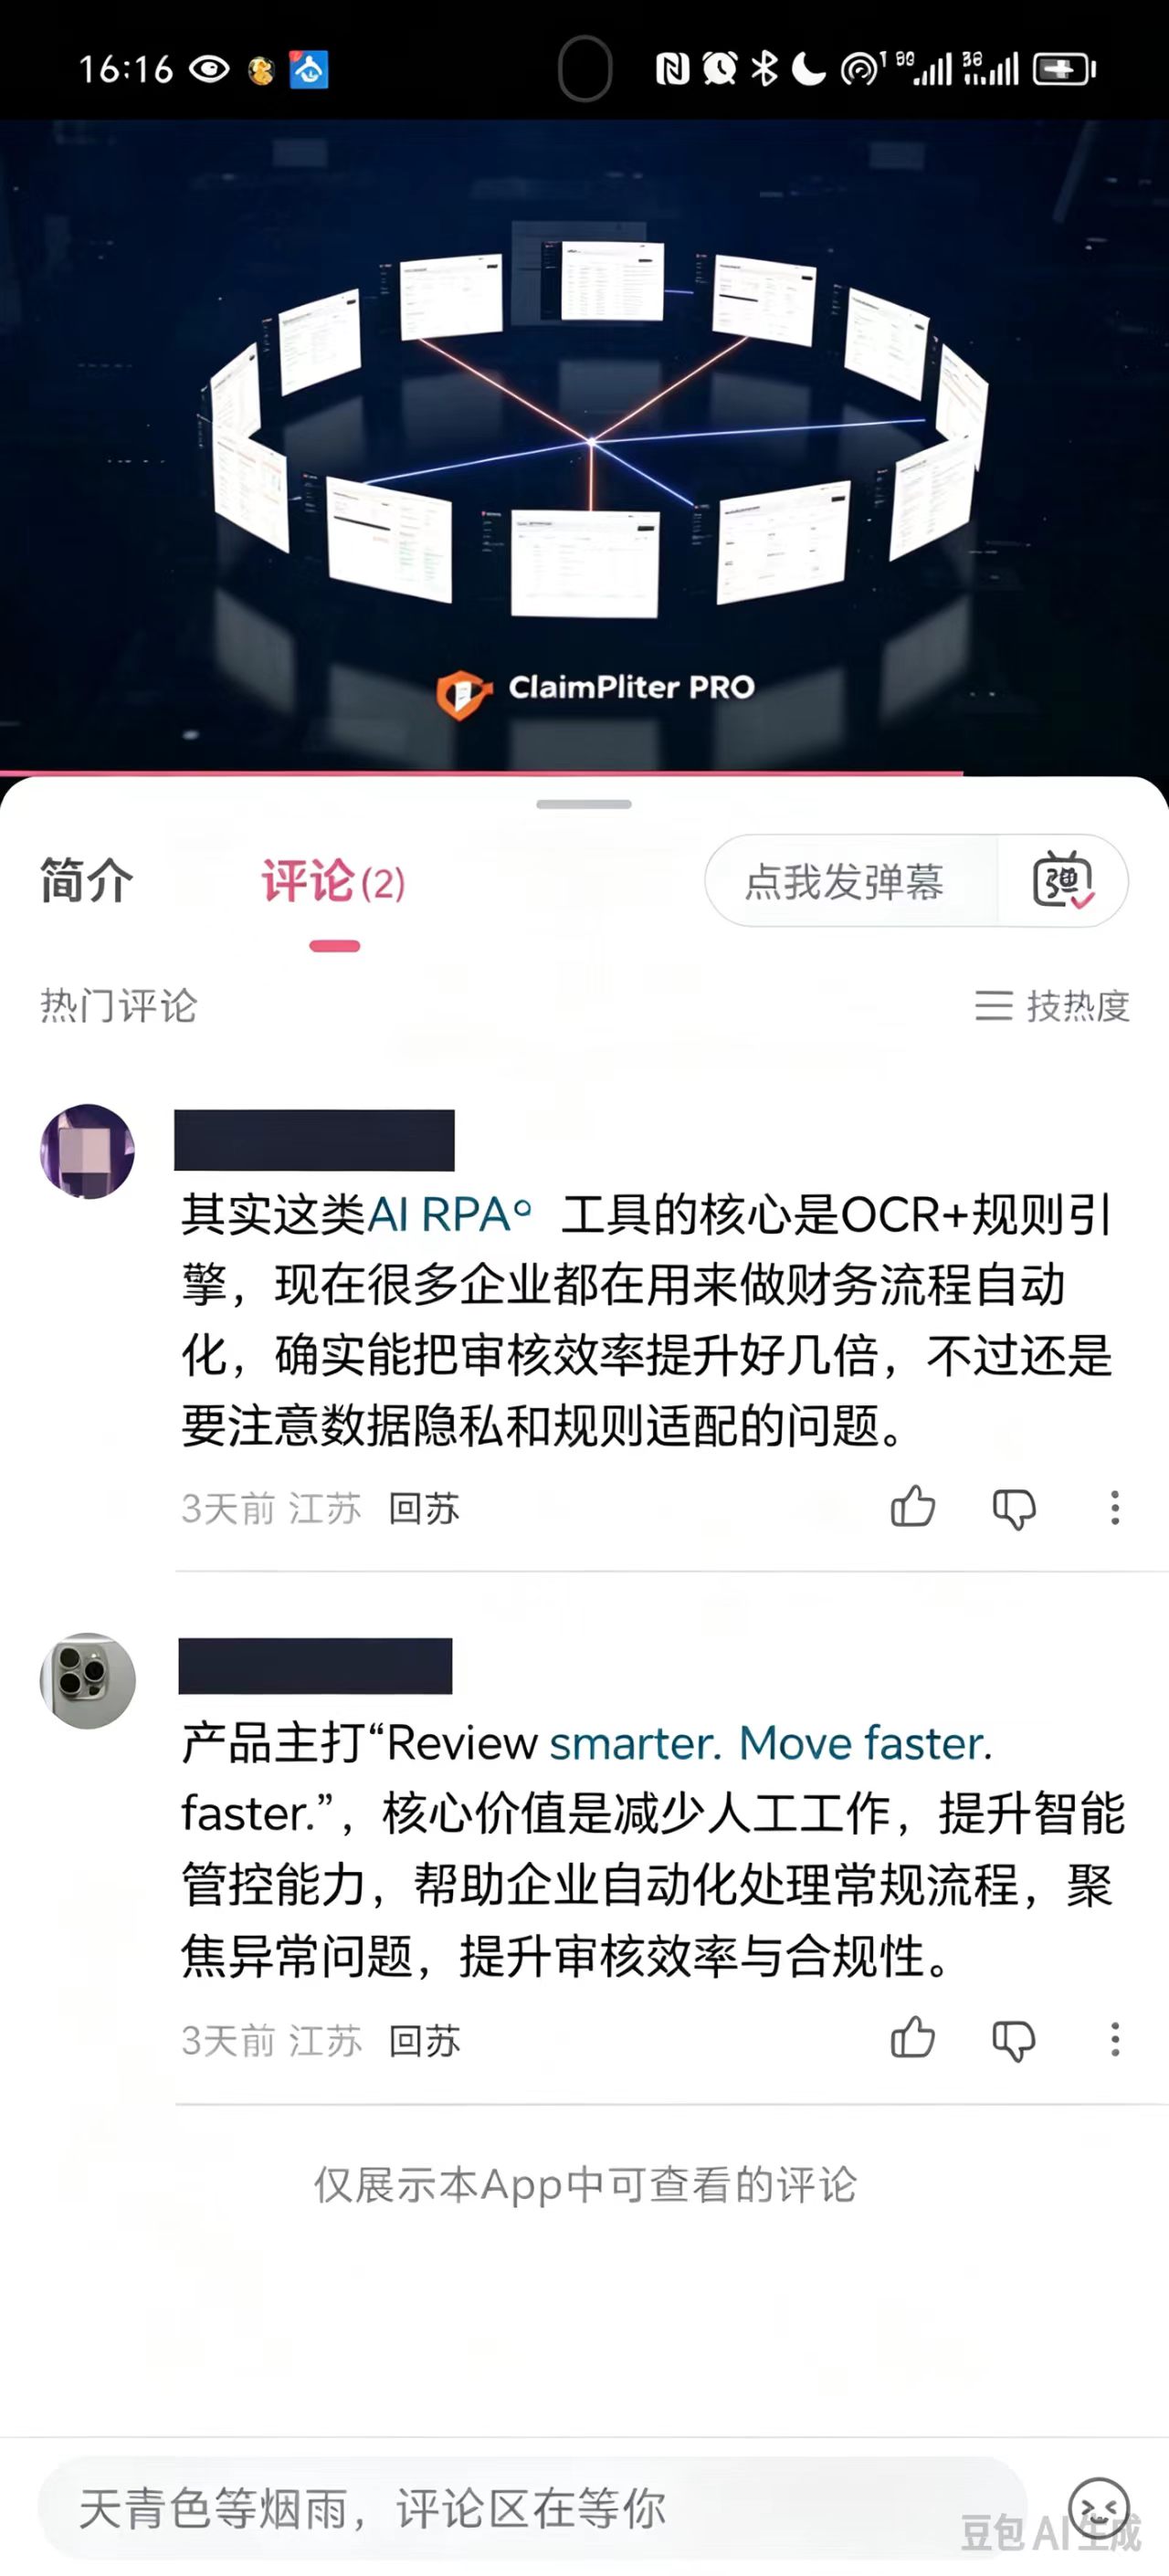 16:16
ClaimPliter PRO
简介
评论(2)
点我发弹幕
弹
热门评论
技热度
其实这类AI RPA 工具的核心是OCR+规则引
擎，现在很多企业都在用来做财务流程自动
化，确实能把审核效率提升好几倍，不过还是
要注意数据隐私和规则适配的问题。
3天前 江苏 回苏
产品主打“Review smarter. Move faster.
faster.”，核心价值是减少人工工作，提升智能
管控能力，帮助企业自动化处理常规流程，聚
焦异常问题，提升审核效率与合规性。
3天前 江苏 回苏
仅展示本App中可查看的评论
天青色等烟雨，评论区在等你
豆包AI生成